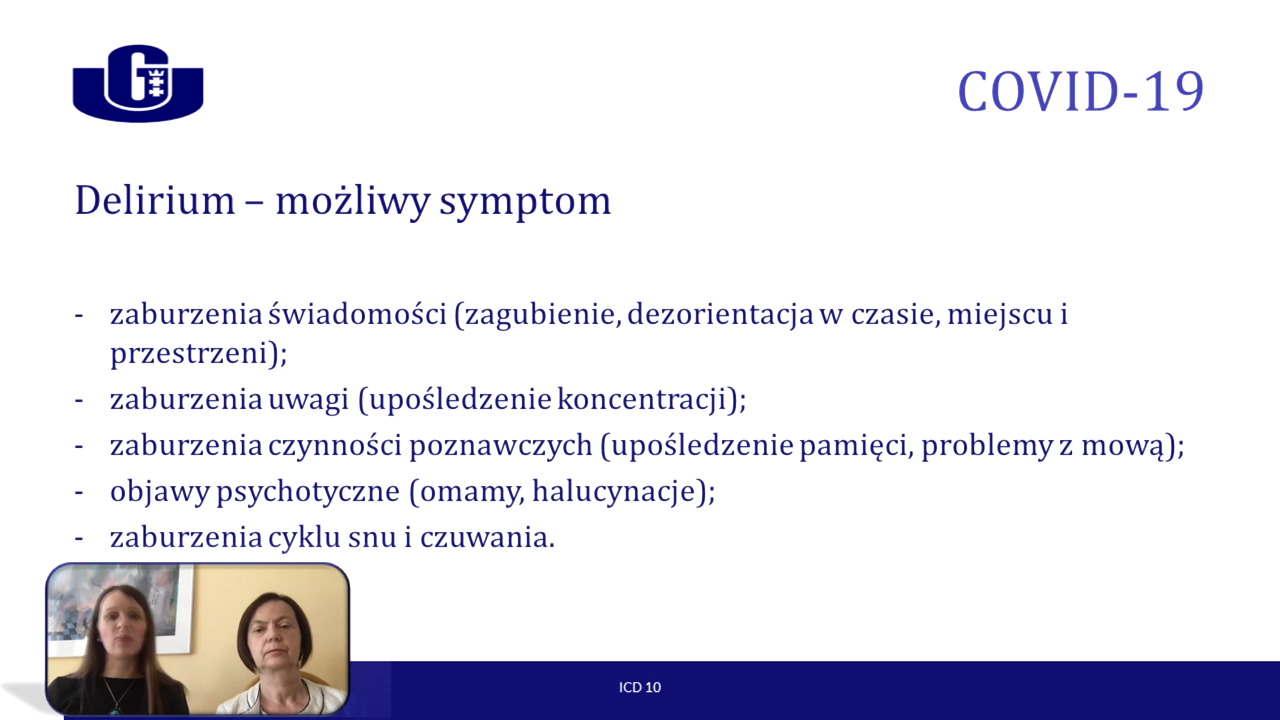 COVID-19
Delirium – możliwy symptom
- zaburzenia świadomości (zagubienie, dezorientacja w czasie, miejscu i
przestrzeni);
- zaburzenia uwagi (upośledzenie koncentracji);
- zaburzenia czynności poznawczych (upośledzenie pamięci, problemy z mową);
- objawy psychotyczne (omamy, halucynacje);
- zaburzenia cyklu snu i czuwania.
ICD 10